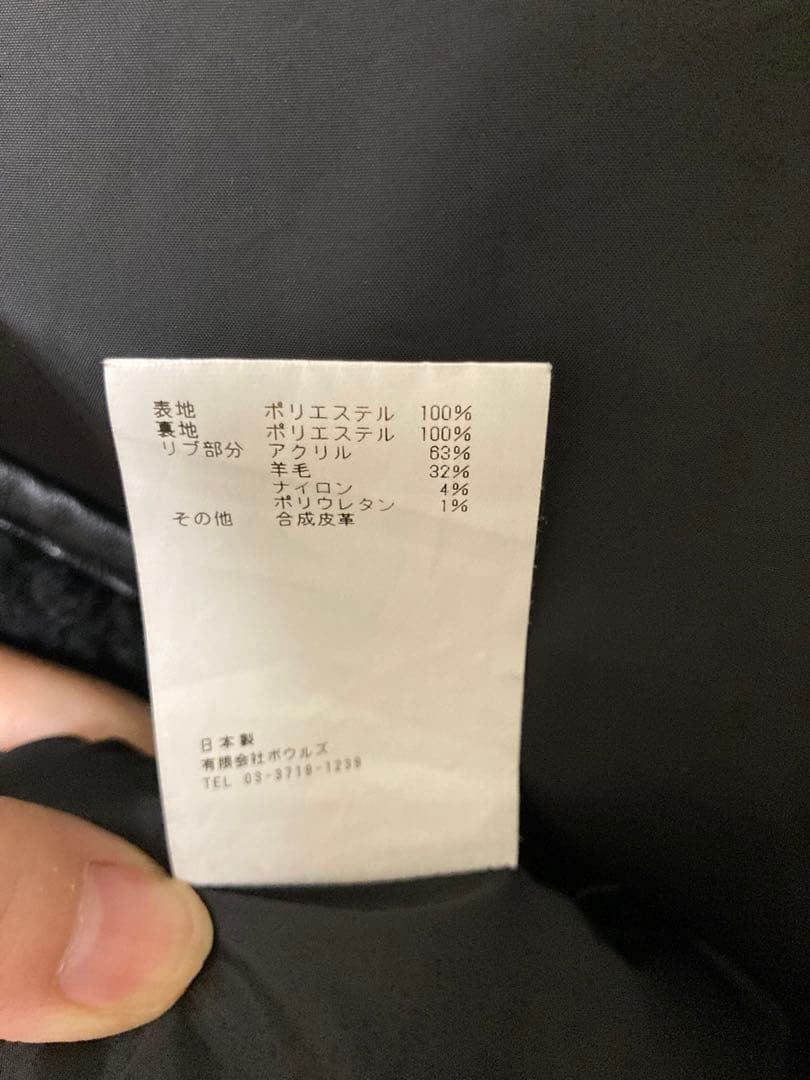 表地 ポリエステル 100%
裏地 ポリエステル 100%
リブ部分 アクリル 63%
羊毛 32%
ナイロン 4%
ポリウレタン 1%
その他 合成皮革
日本製
有限会社ボウルズ
TEL 03-3719-1239